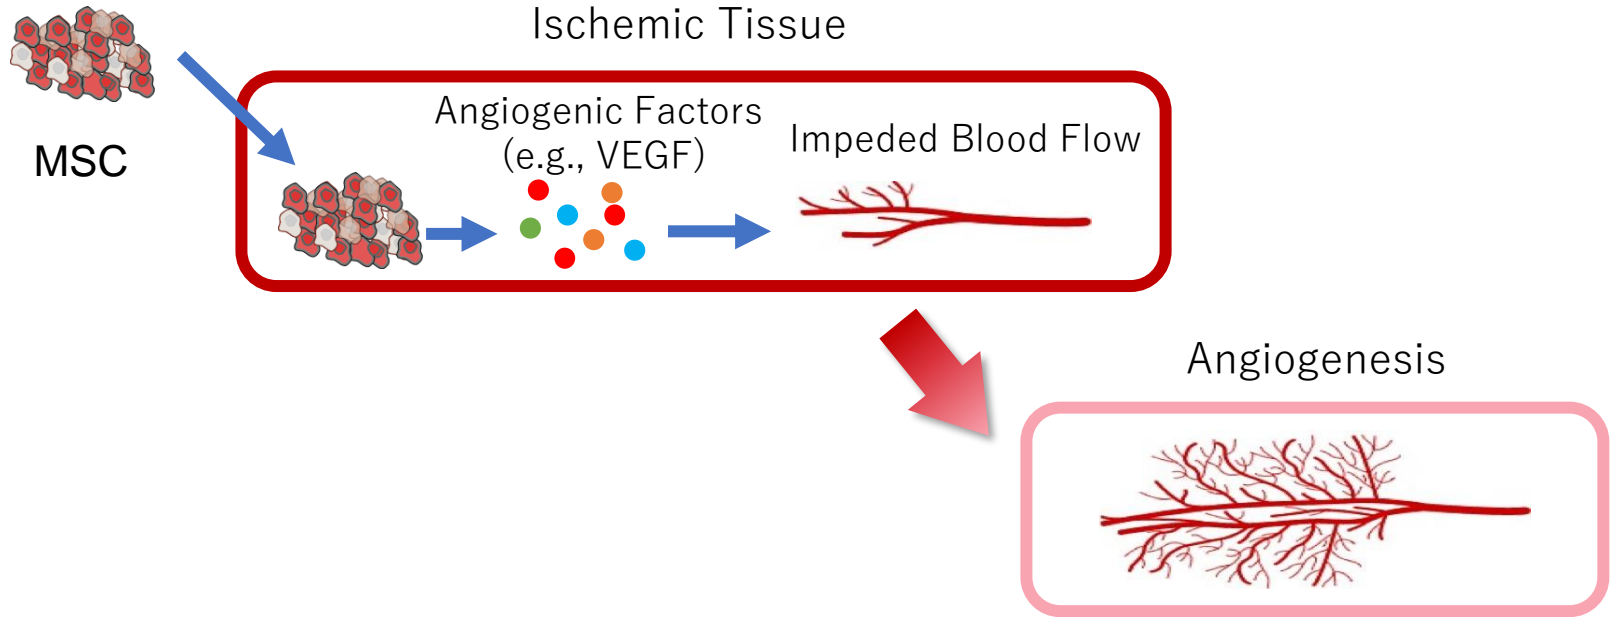 Ischemic Tissue
MSC
Angiogenic Factors
(e.g., VEGF)
Impeded Blood Flow
Angiogenesis